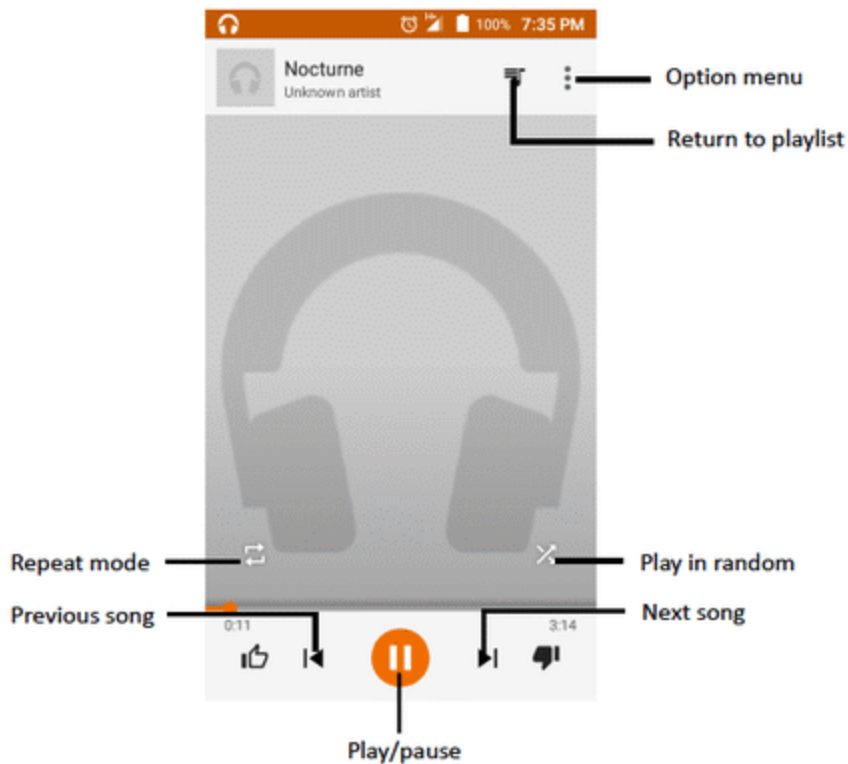 100% 7:35 PM
Nocturne
Unknown artist
Option menu
Return to playlist
Repeat mode
Play in random
Previous song
Next song
0:11
3:14
Play/pause